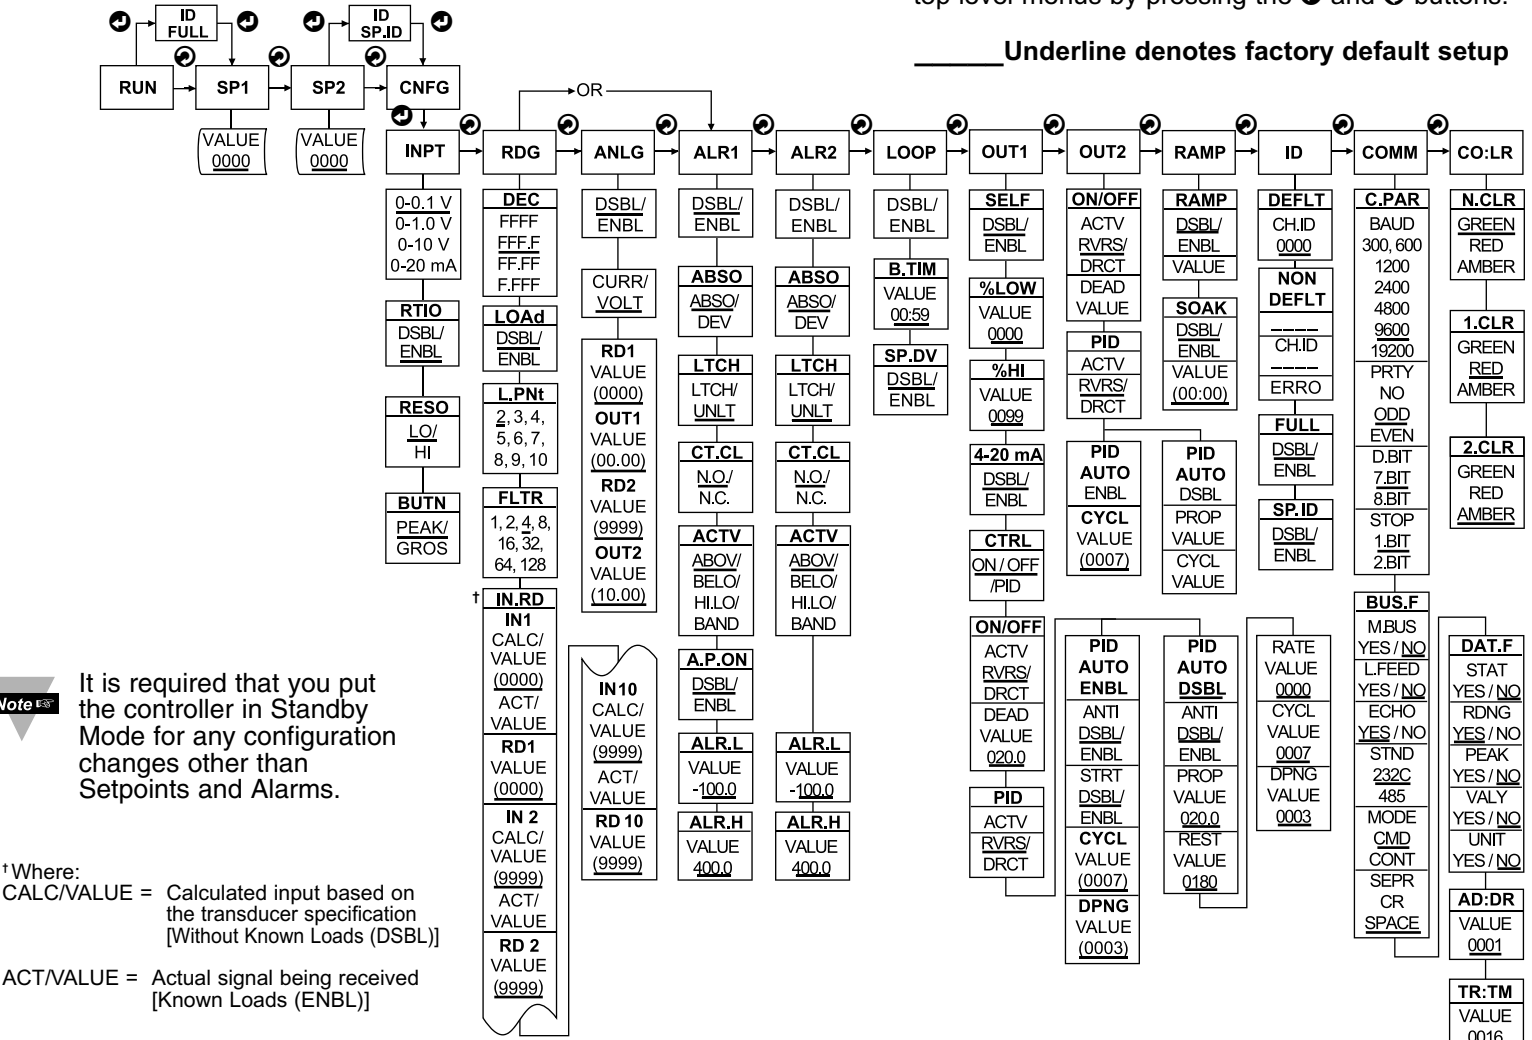 top level menus by pressing the and buttons.
______Underline denotes factory default setup
ID
FULL
ID
SP.ID
RUN
SP1
SP2
CNFG
OR
VALUE
0000
VALUE
0000
INPT
RDG
ANLG
ALR1
ALR2
LOOP
OUT1
OUT2
RAMP
ID
COMM
CO:LR
0-0.1 V
0-1.0 V
0-10 V
0-20 mA
RTIO
DSBL/
ENBL
RESO
LO/
HI
BUTN
PEAK/
GROS
DEC
FFFF
FFF.F
FF.FF
F.FFF
LOAd
DSBL/
ENBL
L.PNt
2, 3, 4,
5, 6, 7,
8, 9, 10
FLTR
1, 2, 4, 8,
16, 32,
64, 128
† IN.RD
IN1
CALC/
VALUE
(0000)
ACT/
VALUE
RD1
VALUE
(0000)
IN 2
CALC/
VALUE
(9999)
ACT/
VALUE
RD 2
VALUE
(9999)
DSBL/
ENBL
CURR/
VOLT
RD1
VALUE
(0000)
OUT1
VALUE
(00.00)
RD2
VALUE
(9999)
OUT2
VALUE
(10.00)
IN10
CALC/
VALUE
(9999)
ACT/
VALUE
RD 10
VALUE
(9999)
DSBL/
ENBL
ABSO
ABSO/
DEV
LTCH
LTCH/
UNLT
CT.CL
N.O./
N.C.
ACTV
ABOV/
BELO/
HI.LO/
BAND
A.P.ON
DSBL/
ENBL
ALR.L
VALUE
-100.0
ALR.H
VALUE
400.0
DSBL/
ENBL
ABSO
ABSO/
DEV
LTCH
LTCH/
UNLT
CT.CL
N.O./
N.C.
ACTV
ABOV/
BELO/
HI.LO/
BAND
ALR.L
VALUE
-100.0
ALR.H
VALUE
400.0
DSBL/
ENBL
B.TIM
VALUE
00:59
SP.DV
DSBL/
ENBL
SELF
DSBL/
ENBL
%LOW
VALUE
0000
%HI
VALUE
0099
4-20 mA
DSBL/
ENBL
CTRL
ON / OFF
/PID
ON/OFF
ACTV
RVRS/
DRCT
DEAD
VALUE
020.0
PID
ACTV
RVRS/
DRCT
ON/OFF
ACTV
RVRS/
DRCT
DEAD
VALUE
PID
ACTV
RVRS/
DRCT
PID
AUTO
ENBL
CYCL
VALUE
(0007)
PID
AUTO
ENBL
ANTI
DSBL/
ENBL
STRT
DSBL/
ENBL
CYCL
VALUE
(0007)
DPNG
VALUE
(0003)
RAMP
DSBL/
ENBL
VALUE
SOAK
DSBL/
ENBL
VALUE
(00:00)
PID
AUTO
DSBL
PROP
VALUE
CYCL
VALUE
PID
AUTO
DSBL
ANTI
DSBL/
ENBL
PROP
VALUE
020.0
REST
VALUE
0180
DEFLT
CH.ID
0000
NON
DEFLT
_ _ _ _
CH.ID
_ _ _ _
ERRO
FULL
DSBL/
ENBL
SP.ID
DSBL/
ENBL
RATE
VALUE
0000
CYCL
VALUE
0007
DPNG
VALUE
0003
C.PAR
BAUD
300, 600
1200
2400
4800
9600
19200
PRTY
NO
ODD
EVEN
D.BIT
7.BIT
8.BIT
STOP
1.BIT
2.BIT
BUS.F
M.BUS
YES / NO
L.FEED
YES / NO
ECHO
YES / NO
STND
232C
485
MODE
CMD
CONT
SEPR
CR
SPACE
N.CLR
GREEN
RED
AMBER
1.CLR
GREEN
RED
AMBER
2.CLR
GREEN
RED
AMBER
DAT.F
STAT
YES / NO
RDNG
YES / NO
PEAK
YES / NO
VALY
YES / NO
UNIT
YES / NO
AD:DR
VALUE
0001
TR:TM
VALUE
0016
Note
It is required that you put
the controller in Standby
Mode for any configuration
changes other than
Setpoints and Alarms.
† Where:
CALC/VALUE = Calculated input based on
the transducer specification
[Without Known Loads (DSBL)]
ACT/VALUE = Actual signal being received
[Known Loads (ENBL)]